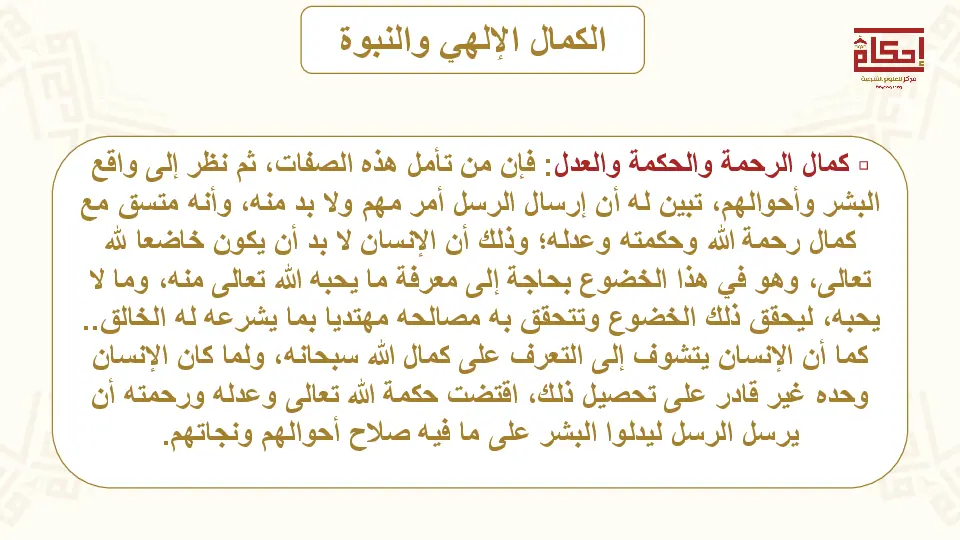 الكمال الإلهي والنبوة
إحكام
مركز للعلوم الشرعية
▫ كمال الرحمة والحكمة والعدل: فإن من تأمل هذه الصفات، ثم نظر إلى واقع
البشر وأحوالهم، تبين له أن إرسال الرسل أمر مهم ولا بد منه، وأنه متسق مع
كمال رحمة الله وحكمته وعدله؛ وذلك أن الإنسان لا بد أن يكون خاضعا لله
تعالى، وهو في هذا الخضوع بحاجة إلى معرفة ما يحبه الله تعالى منه، وما لا
يحبه، ليحقق ذلك الخضوع وتتحقق به مصالحه مهتديا بما يشرعه له الخالق..
كما أن الإنسان يتشوف إلى التعرف على كمال الله سبحانه، ولما كان الإنسان
وحده غير قادر على تحصيل ذلك، اقتضت حكمة الله تعالى وعدله ورحمته أن
يرسل الرسل ليدلوا البشر على ما فيه صلاح أحوالهم ونجاتهم.